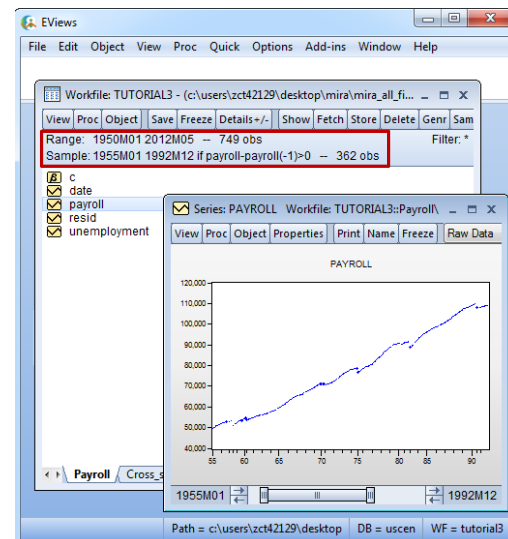 EViews
File Edit Object View Proc Quick Options Add-ins Window Help
Workfile: TUTORIAL3 - (c:\users\zct42129\desktop\mira\mira_all_fi...
View Proc Object Save Freeze Details+/- Show Fetch Store Delete Genr Sam
Range: 1950M01 2012M05 -- 749 obs Filter: *
Sample: 1955M01 1992M12 if payroll-payroll(-1)>0 -- 362 obs
B c
date
payroll
resid
unemployment
Series: PAYROLL Workfile: TUTORIAL3::Payroll\
View Proc Object Properties Print Name Freeze Raw Data
PAYROLL
120,000
110,000
100,000
90,000
80,000
70,000
60,000
50,000
40,000
55 60 65 70 75 80 85 90
1955M01 1992M12
Payroll Cross_s
Path = c:\users\zct42129\desktop DB = uscen WF = tutorial3